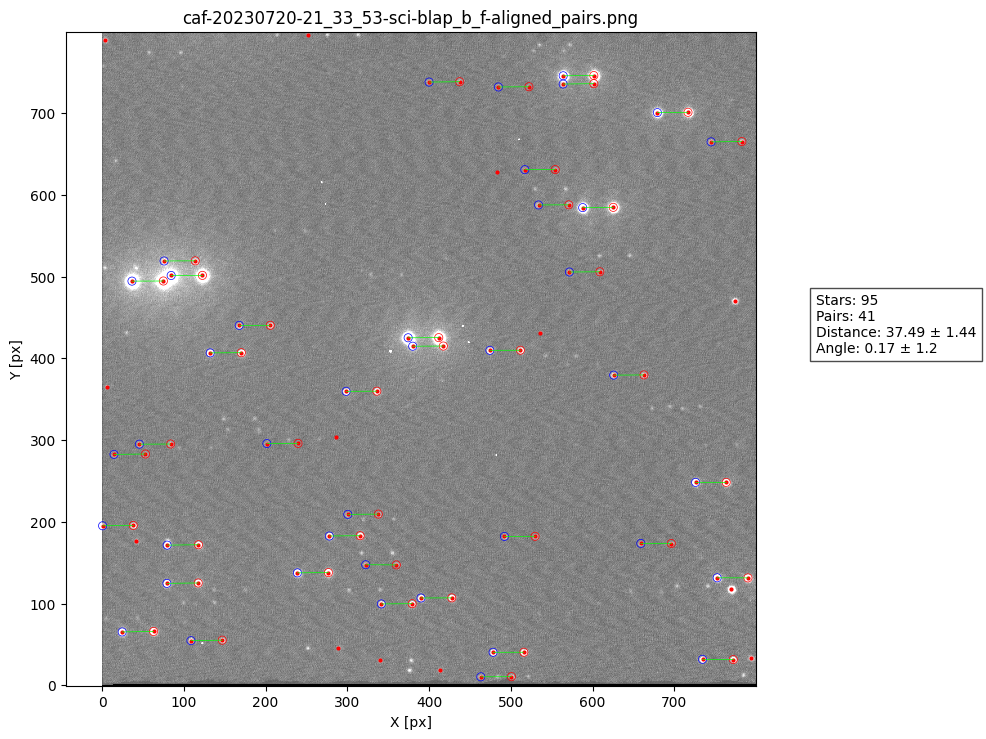 caf-20230720-21_33_53-sci-blap_b_f-aligned_pairs.png
700
600
500
400
300
200
100
0
Y [px]
0 100 200 300 400 500 600 700
X [px]
Stars: 95
Pairs: 41
Distance: 37.49 ± 1.44
Angle: 0.17 ± 1.2